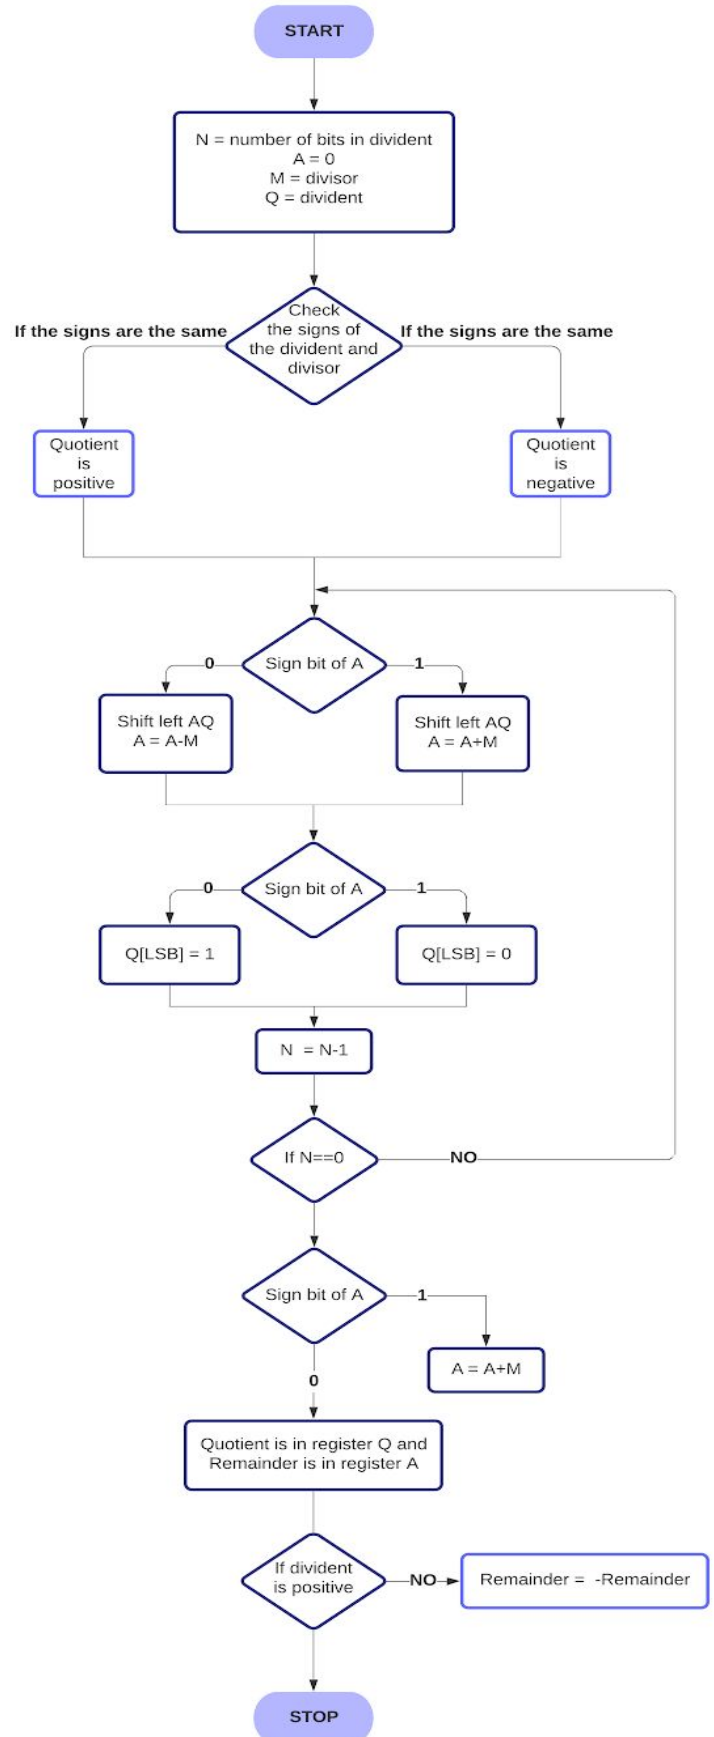 START
N = number of bits in divident
A = 0
M = divisor
Q = divident
Check
the signs of
the divident and
divisor
If the signs are the same
If the signs are the same
Quotient
is
positive
Quotient
is
negative
Sign bit of A
0
1
Shift left AQ
A = A-M
Shift left AQ
A = A+M
Sign bit of A
0
1
Q[LSB] = 1
Q[LSB] = 0
N = N-1
If N==0
NO
Sign bit of A
1
A = A+M
0
Quotient is in register Q and
Remainder is in register A
If divident
is positive
NO
Remainder = -Remainder
STOP